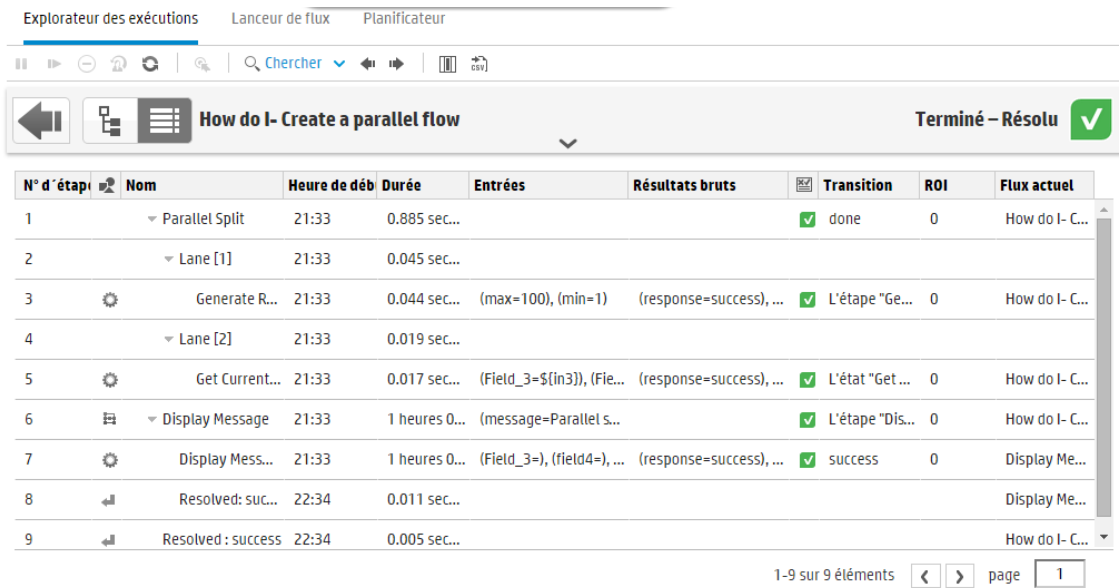 Explorateur des exécutions Lanceur de flux Planificateur
Chercher csv
How do I- Create a parallel flow Terminé – Résolu
N° d´étape Nom Heure de déb Durée Entrées Résultats bruts Transition ROI Flux actuel
1 Parallel Split 21:33 0.885 sec... done 0 How do I- C...
2 Lane [1] 21:33 0.045 sec...
3 Generate R... 21:33 0.044 sec... (max=100), (min=1) (response=success), ... L'étape "Ge... 0 How do I- C...
4 Lane [2] 21:33 0.019 sec...
5 Get Current... 21:33 0.017 sec... (Field_3=${in3}), (Fie... (response=success), ... L'état "Get ... 0 How do I- C...
6 Display Message 21:33 1 heures 0... (message=Parallel s... L'étape "Dis... 0 How do I- C...
7 Display Mess... 21:33 1 heures 0... (Field_3=), (field4=), ... (response=success), ... success 0 Display Me...
8 Resolved: suc... 22:34 0.011 sec... Display Me...
9 Resolved : success 22:34 0.005 sec... How do I- C...
1-9 sur 9 éléments page 1